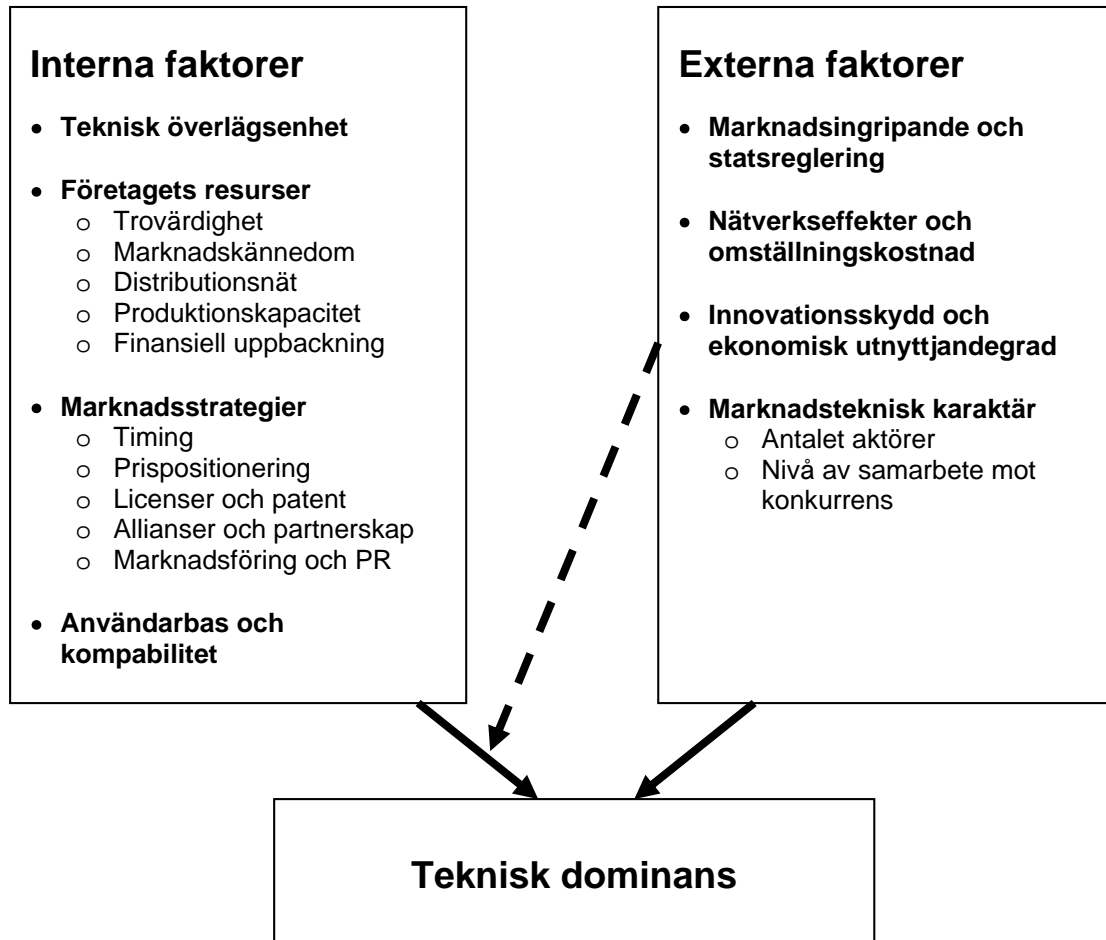 Interna faktorer
• Teknisk överlägsenhet
• Företagets resurser
o Trovärdighet
o Marknadskännedom
o Distributionsnät
o Produktionskapacitet
o Finansiell uppbackning
• Marknadsstrategier
o Timing
o Prispositionering
o Licenser och patent
o Allianser och partnerskap
o Marknadsföring och PR
• Användarbas och
kompabilitet
Externa faktorer
• Marknadsingripande och
statsreglering
• Nätverkseffekter och
omställningskostnad
• Innovationsskydd och
ekonomisk utnyttjandegrad
• Marknadsteknisk karaktär
o Antalet aktörer
o Nivå av samarbete mot
konkurrens
Teknisk dominans